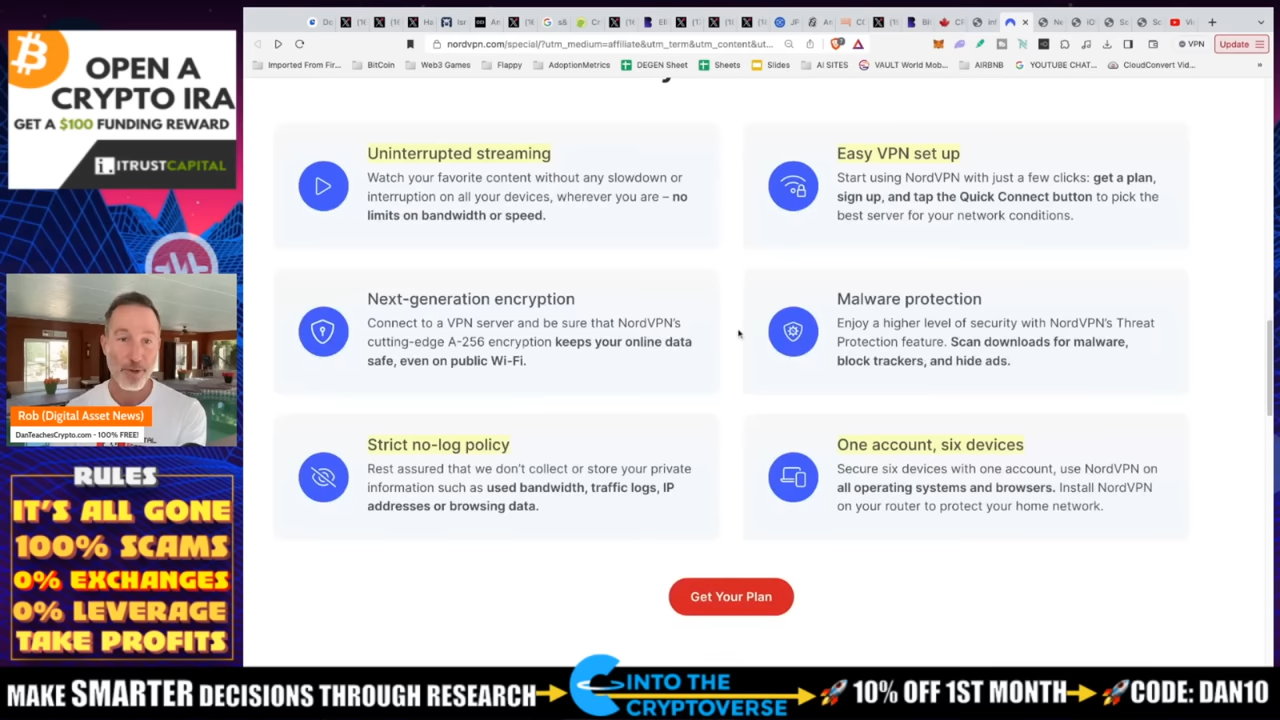 nordvpn.com/special/?utm_medium=affiliate&utm_term&utm_content&ut...
VPN
Update
Imported From Fir...
BitCoin
Web3 Games
Flappy
AdoptionMetrics
DEGEN Sheet
Sheets
Slides
AI SITES
VAULT World Mob...
AIRBNB
YOUTUBE CHAT...
CloudConvert Vid...
OPEN A
CRYPTO IRA
GET A $100 FUNDING REWARD
ITRUSTCAPITAL
Uninterrupted streaming
Watch your favorite content without any slowdown or
interruption on all your devices, wherever you are – no
limits on bandwidth or speed.
Easy VPN set up
Start using NordVPN with just a few clicks: get a plan,
sign up, and tap the Quick Connect button to pick the
best server for your network conditions.
Next-generation encryption
Connect to a VPN server and be sure that NordVPN's
cutting-edge A-256 encryption keeps your online data
safe, even on public Wi-Fi.
Malware protection
Enjoy a higher level of security with NordVPN's Threat
Protection feature. Scan downloads for malware,
block trackers, and hide ads.
Strict no-log policy
Rest assured that we don't collect or store your private
information such as used bandwidth, traffic logs, IP
addresses or browsing data.
One account, six devices
Secure six devices with one account, use NordVPN on
all operating systems and browsers. Install NordVPN
on your router to protect your home network.
Get Your Plan
Rob (Digital Asset News)
DanTeachesCrypto.com - 100% FREE!
RULES
IT'S ALL GONE
100% SCAMS
0% EXCHANGES
0% LEVERAGE
TAKE PROFITS
MAKE SMARTER DECISIONS THROUGH RESEARCH
INTO THE
CRYPTOVERSE
10% OFF 1ST MONTH
CODE: DAN10